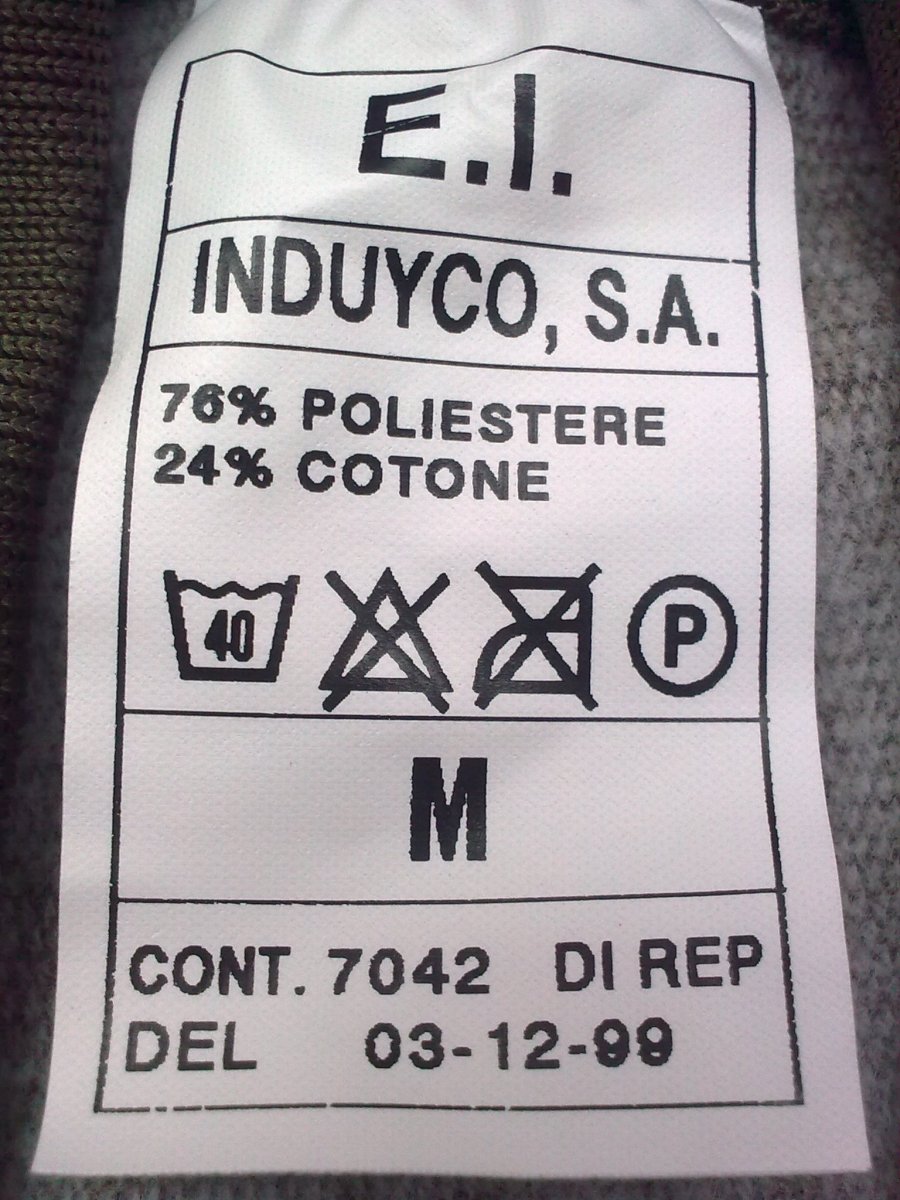 E.I.
INDUYCO, S.A.
76% POLIESTERE
24% COTONE
40 P
M
CONT. 7042 DI REP
DEL 03-12-99